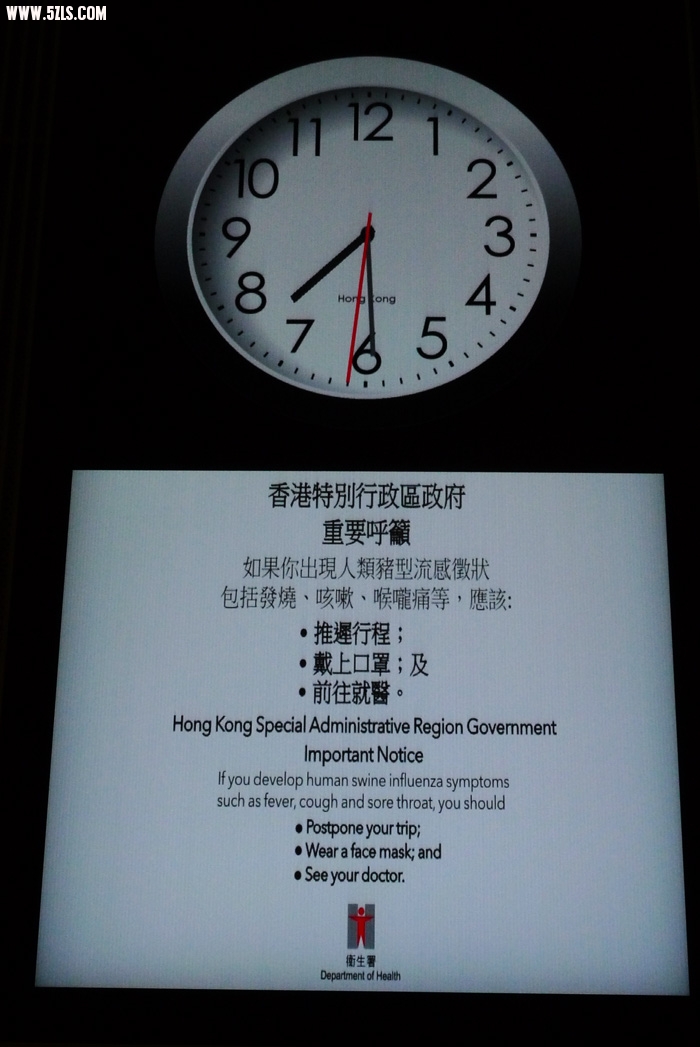 WWW.5ZLS.COM
12
11
1
10
2
9
3
8
4
7
5
6
Hong Kong
香港特別行政區政府
重要呼籲
如果你出現人類豬型流感徵狀
包括發燒、咳嗽、喉嚨痛等，應該:
• 推遲行程；
• 戴上口罩；及
• 前往就醫。
Hong Kong Special Administrative Region Government
Important Notice
If you develop human swine influenza symptoms
such as fever, cough and sore throat, you should
• Postpone your trip;
• Wear a face mask; and
• See your doctor.
衞生署
Department of Health